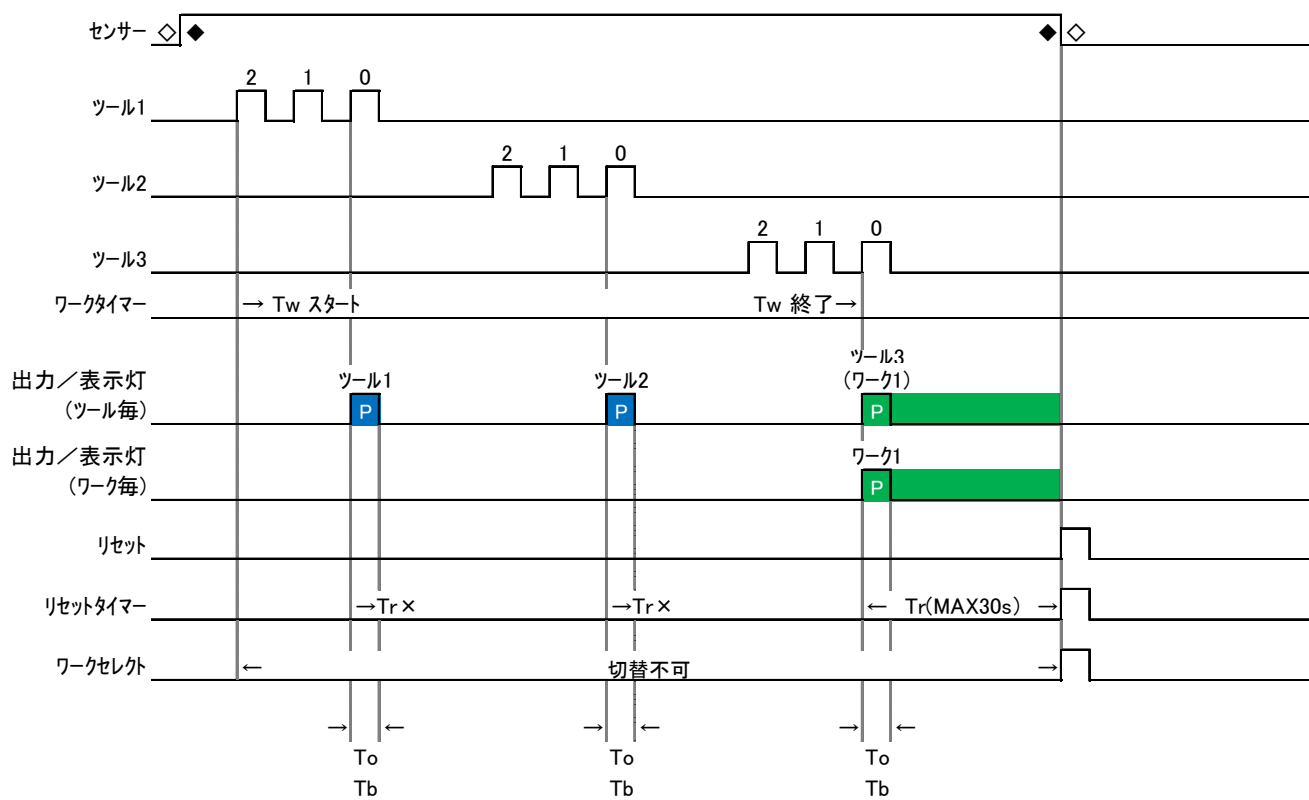 センサー ◇ ◆ ◆ ◇
2 1 0
ツール1
2 1 0
ツール2
2 1 0
ツール3
ワークタイマー → Tw スタート Tw 終了→
ツール3
出力／表示灯 ツール1 ツール2 (ワーク1)
(ツール毎) P P P
出力／表示灯 ワーク1
(ワーク毎) P
リセット
リセットタイマー →Tr× →Tr× ← Tr(MAX30s) →
ワークセレクト ← 切替不可 →
→ ← → ← → ←
To To To
Tb Tb Tb